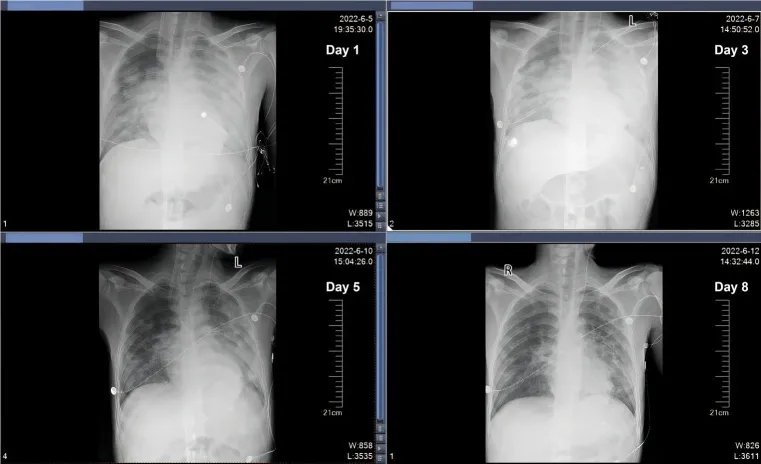 2022-6-5
19:35:30.0
Day 1
21cm
W:889
L:3515
1
L
2022-6-7
14:50:52.0
Day 3
21cm
W:1263
L:3285
2
L
2022-6-10
15:04:26.0
Day 5
21cm
W:858
L:3535
4
R
2022-6-12
14:32:44.0
Day 8
21cm
W:826
L:3611
1